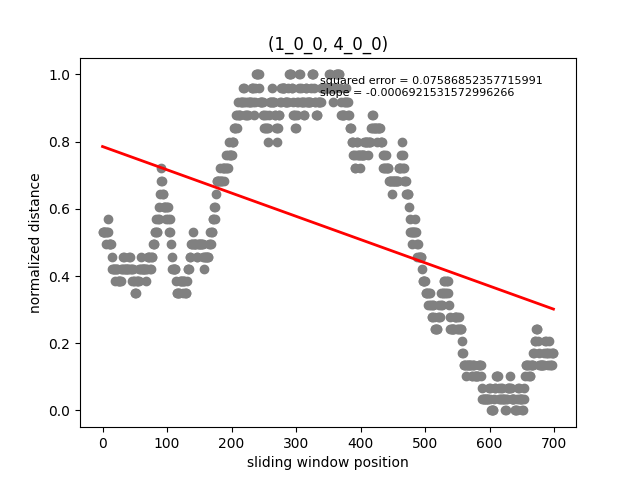 (1_0_0, 4_0_0)
squared error = 0.07586852357715991
slope = -0.0006921531572996266
1.0
0.8
0.6
0.4
0.2
0.0
normalized distance
0 100 200 300 400 500 600 700
sliding window position